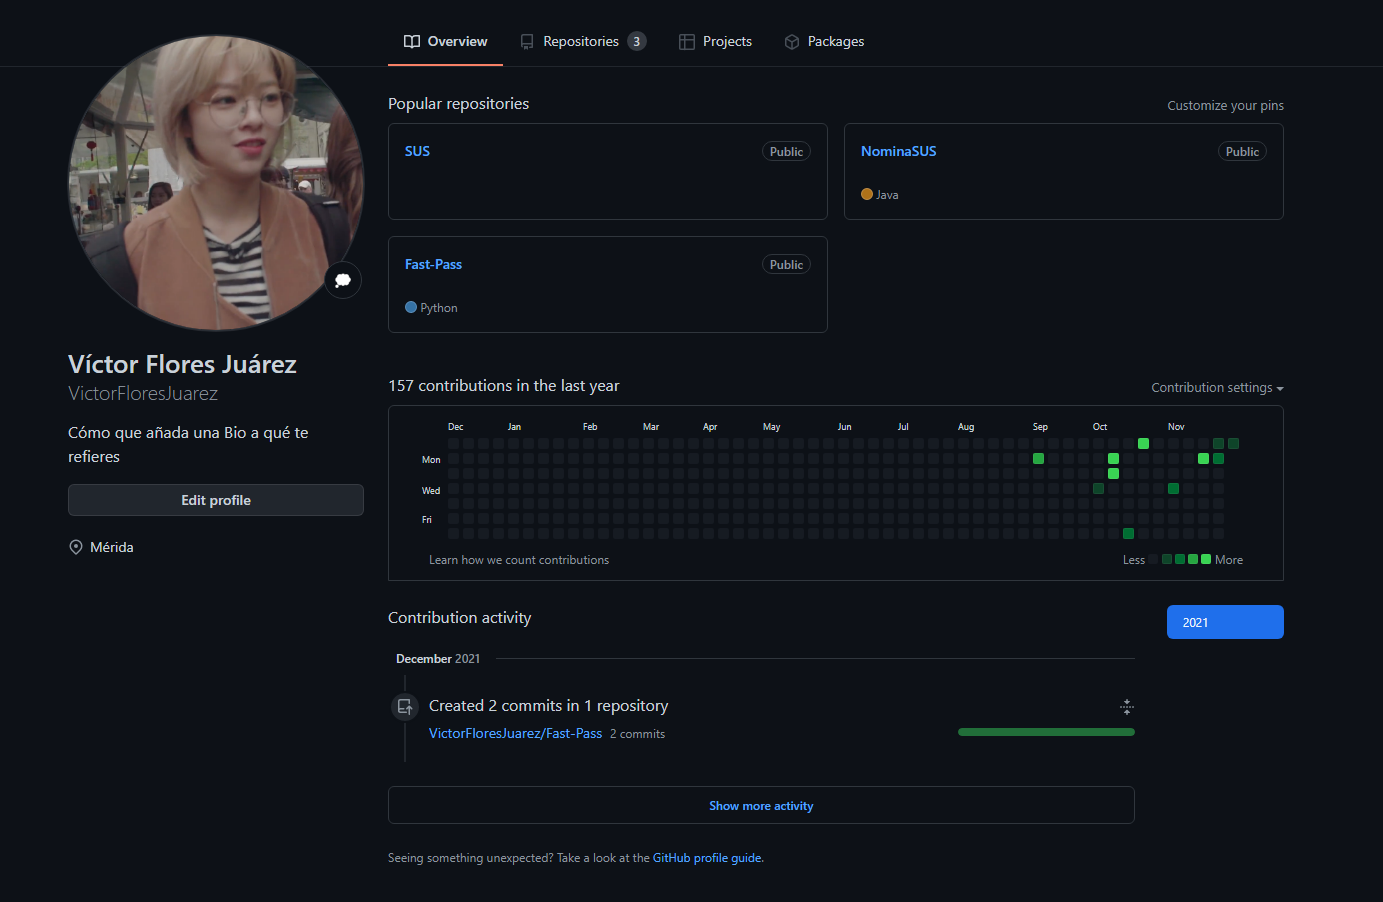 Overview
Repositories 3
Projects
Packages
Víctor Flores Juárez
VictorFloresJuarez
Cómo que añada una Bio a qué te
refieres
Edit profile
Mérida
Popular repositories
Customize your pins
SUS
Public
NominaSUS
Public
Java
Fast-Pass
Public
Python
157 contributions in the last year
Contribution settings
Dec Jan Feb Mar Apr May Jun Jul Aug Sep Oct Nov
Mon
Wed
Fri
Learn how we count contributions
Less More
Contribution activity
2021
December 2021
Created 2 commits in 1 repository
VictorFloresJuarez/Fast-Pass 2 commits
Show more activity
Seeing something unexpected? Take a look at the GitHub profile guide.